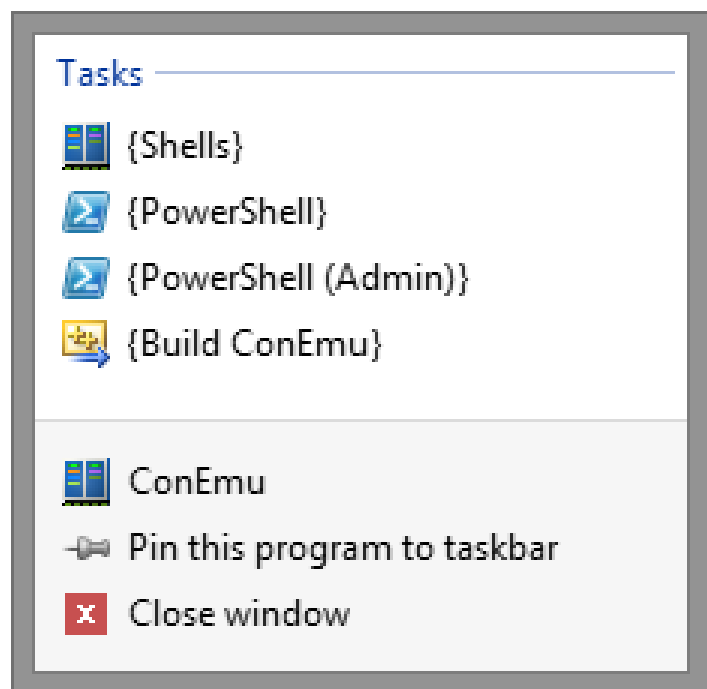 Tasks
{Shells}
{PowerShell}
{PowerShell (Admin)}
{Build ConEmu}
ConEmu
Pin this program to taskbar
Close window